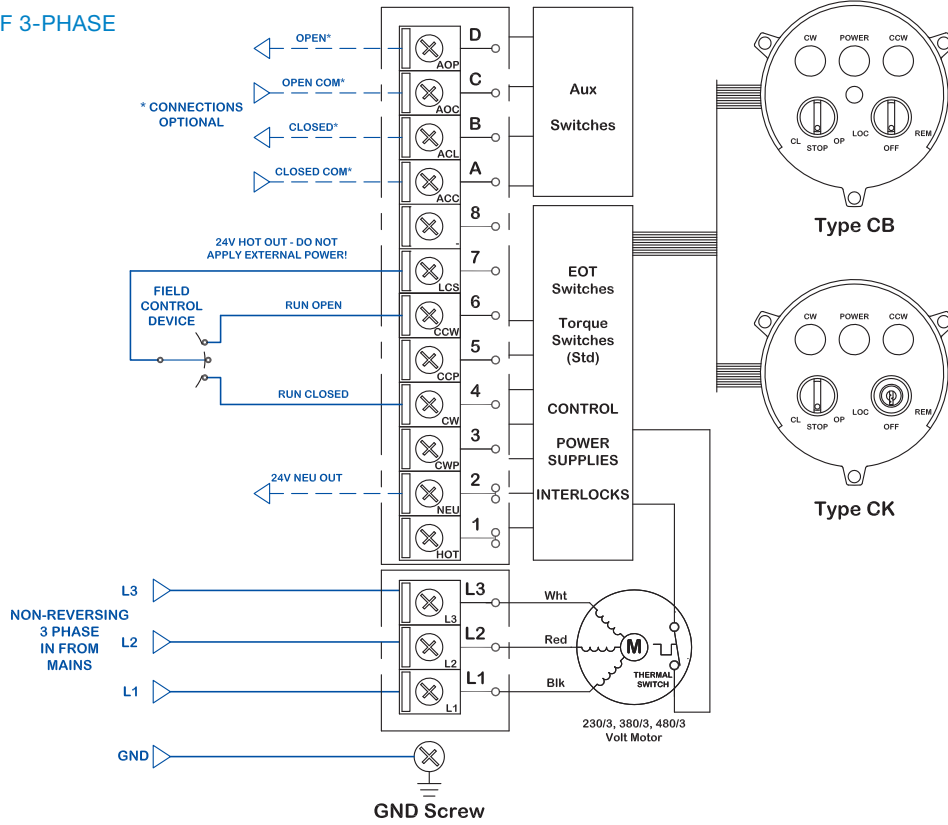 F 3-PHASE
OPEN*
OPEN COM*
* CONNECTIONS
OPTIONAL
CLOSED*
CLOSED COM*
24V HOT OUT - DO NOT
APPLY EXTERNAL POWER!
FIELD
CONTROL
DEVICE
RUN OPEN
RUN CLOSED
24V NEU OUT
D
AOP
C
AOC
B
ACL
A
ACC
8
-
7
LCS
6
CCW
5
CCP
4
CW
3
CWP
2
NEU
1
HOT
Aux
Switches
EOT
Switches
Torque
Switches
(Std)
CONTROL
POWER
SUPPLIES
INTERLOCKS
CW
POWER
CCW
CL
STOP
OP
LOC
OFF
REM
Type CB
CW
POWER
CCW
CL
STOP
OP
LOC
OFF
REM
Type CK
NON-REVERSING
3 PHASE
IN FROM
MAINS
L3
L2
L1
GND
L3
L3
L2
L2
L1
L1
Wht
Red
Blk
M
THERMAL
SWITCH
230/3, 380/3, 480/3
Volt Motor
GND Screw